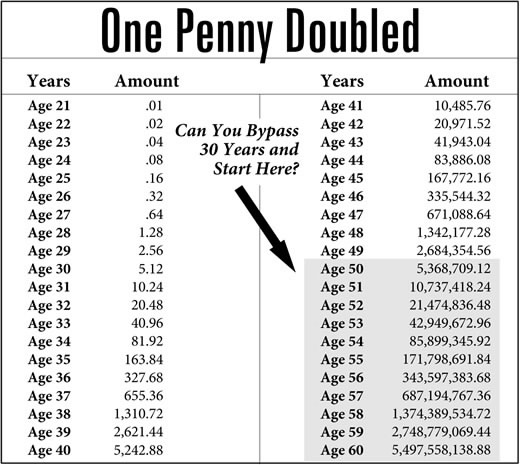 One Penny Doubled
Years Amount
Age 21 .01
Age 22 .02
Age 23 .04
Age 24 .08
Age 25 .16
Age 26 .32
Age 27 .64
Age 28 1.28
Age 29 2.56
Age 30 5.12
Age 31 10.24
Age 32 20.48
Age 33 40.96
Age 34 81.92
Age 35 163.84
Age 36 327.68
Age 37 655.36
Age 38 1,310.72
Age 39 2,621.44
Age 40 5,242.88
Can You Bypass
30 Years and
Start Here?
Years Amount
Age 41 10,485.76
Age 42 20,971.52
Age 43 41,943.04
Age 44 83,886.08
Age 45 167,772.16
Age 46 335,544.32
Age 47 671,088.64
Age 48 1,342,177.28
Age 49 2,684,354.56
Age 50 5,368,709.12
Age 51 10,737,418.24
Age 52 21,474,836.48
Age 53 42,949,672.96
Age 54 85,899,345.92
Age 55 171,798,691.84
Age 56 343,597,383.68
Age 57 687,194,767.36
Age 58 1,374,389,534.72
Age 59 2,748,779,069.44
Age 60 5,497,558,138.88